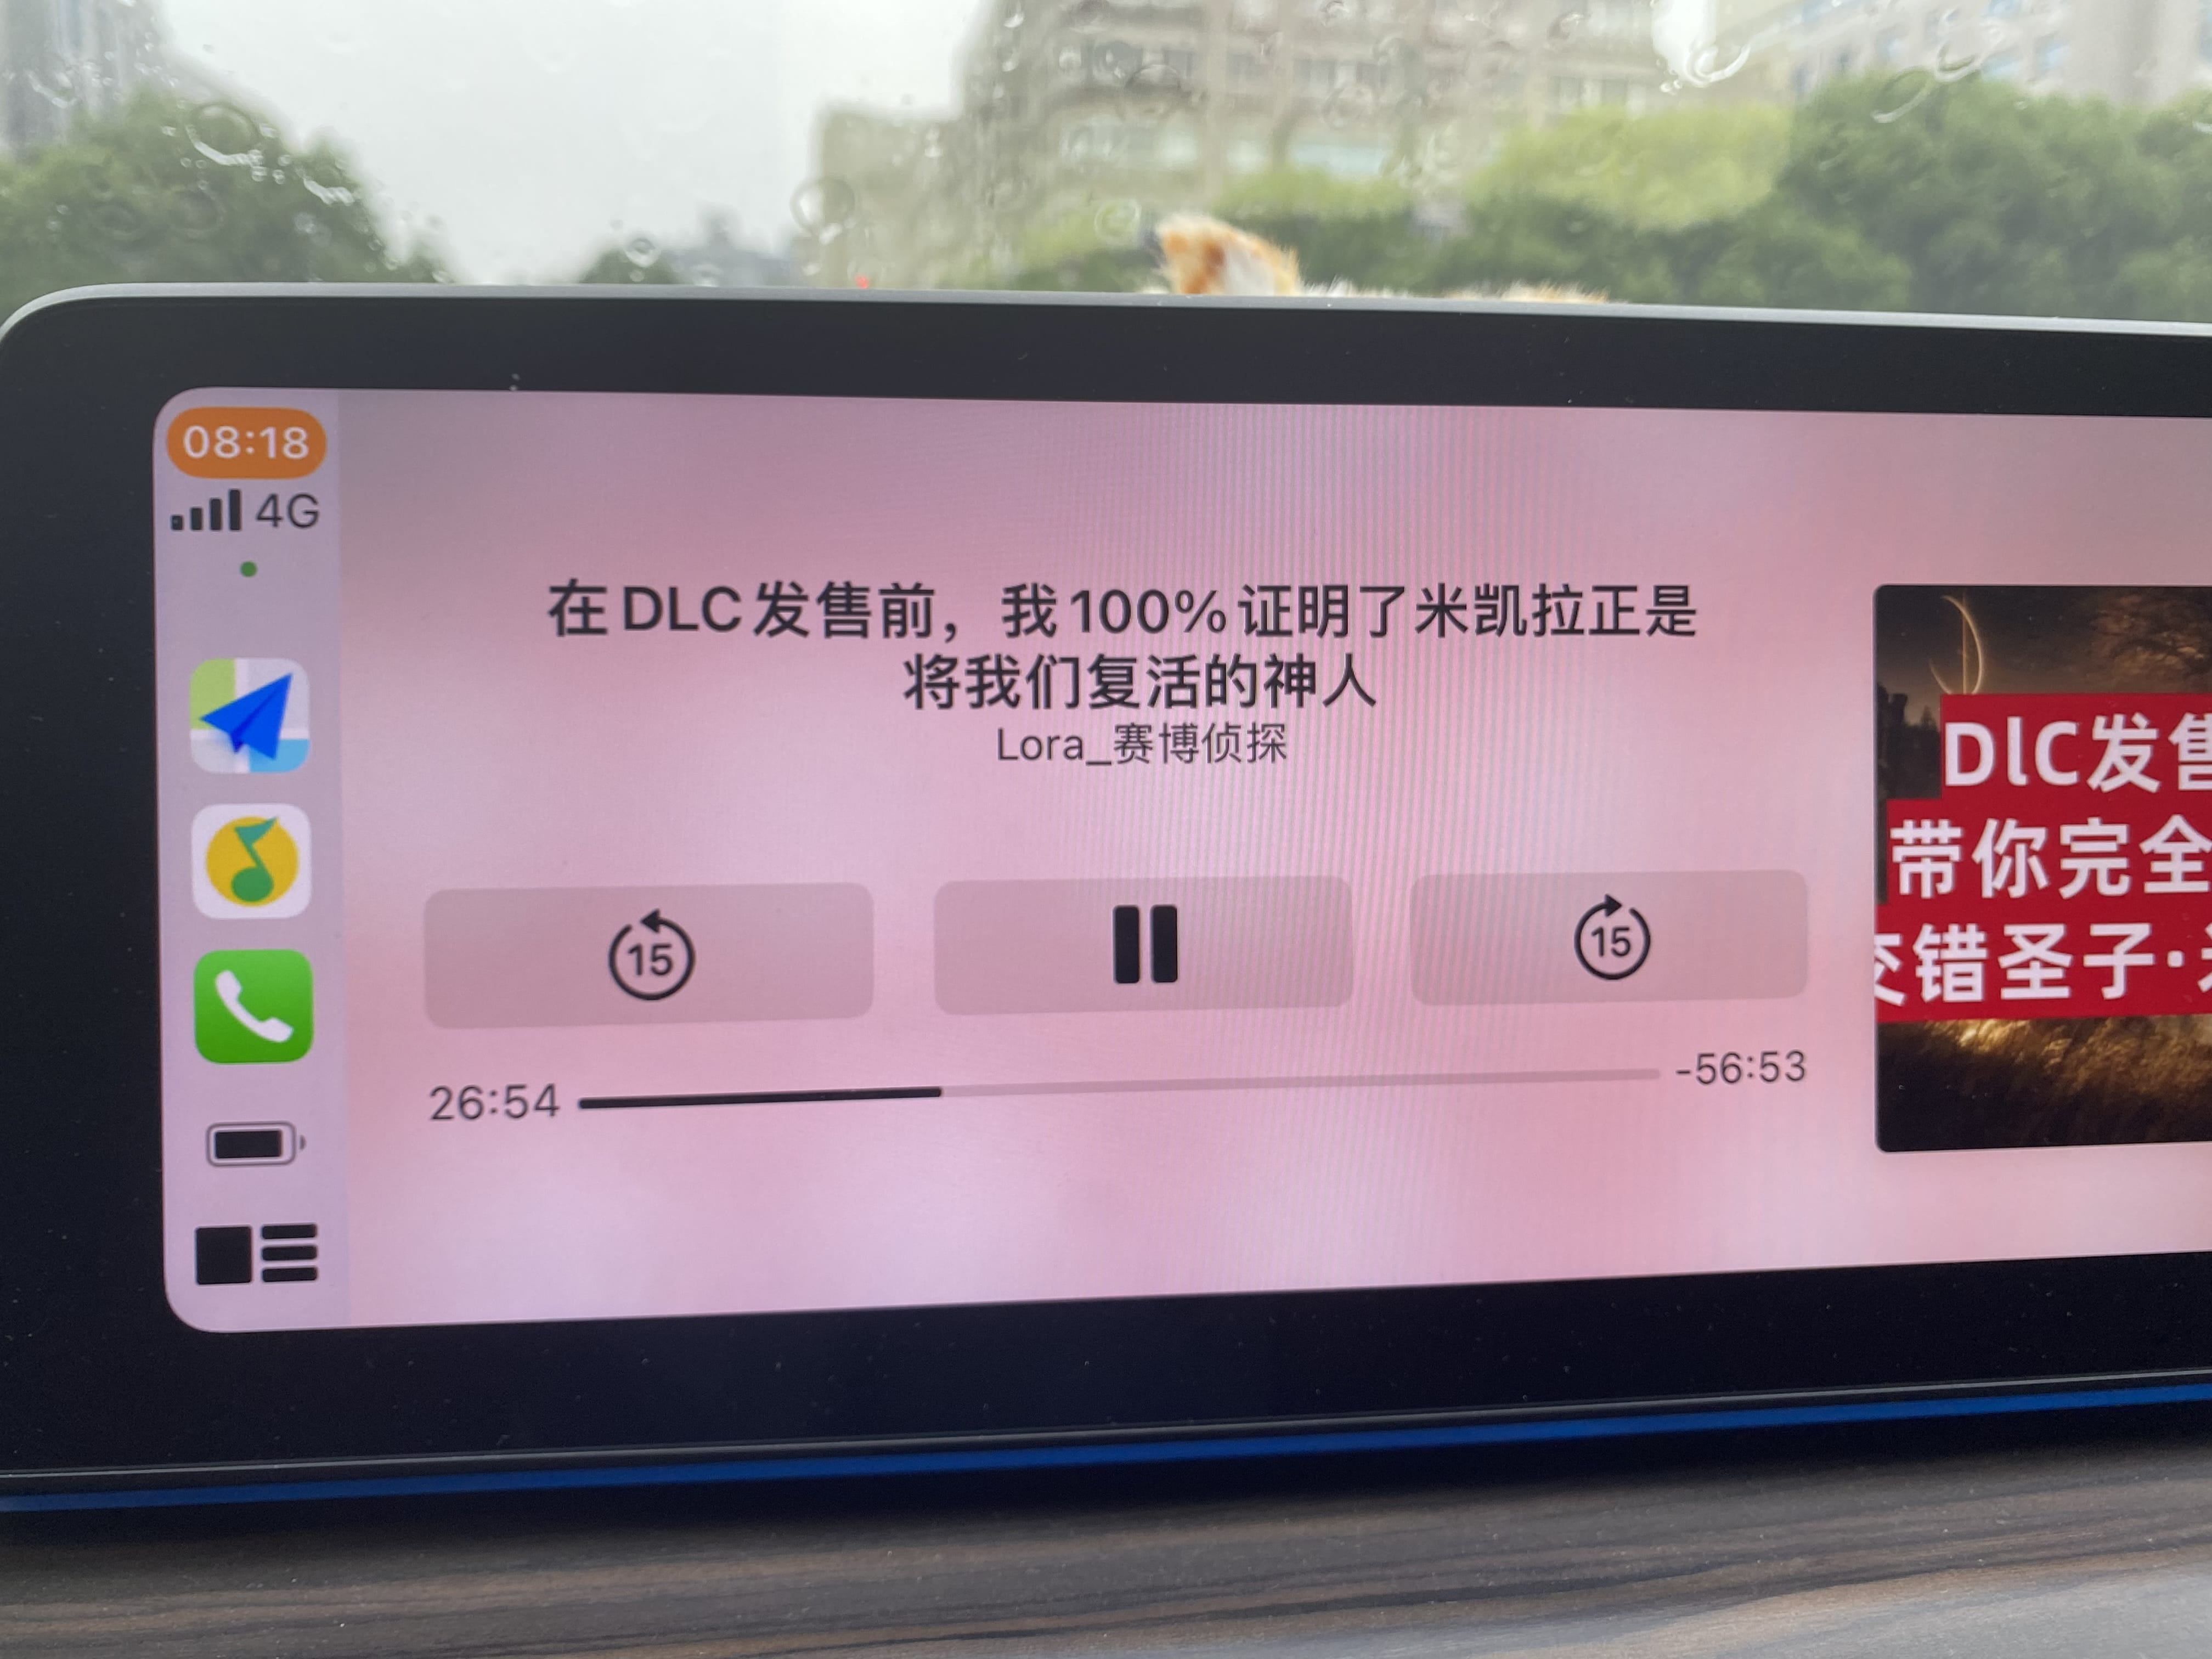 08:18
4G
在DLC发售前，我100%证明了米凯拉正是
将我们复活的神人
Lora_赛博侦探
15
15
26:54
-56:53
DlC发售
带你完全
交错圣子·